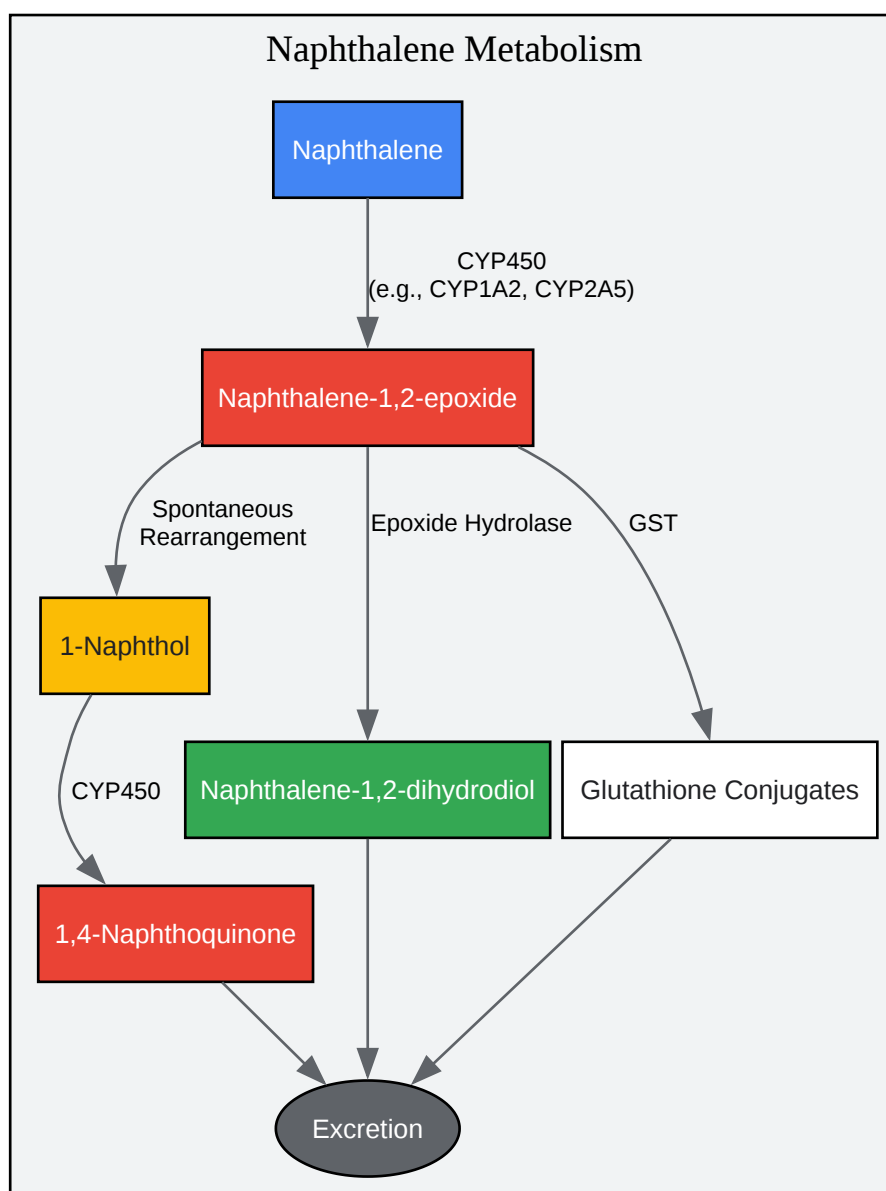 Naphthalene Metabolism
Naphthalene
CYP450
(e.g., CYP1A2, CYP2A5)
Naphthalene-1,2-epoxide
Spontaneous
Rearrangement
Epoxide Hydrolase
GST
1-Naphthol
CYP450
Naphthalene-1,2-dihydrodiol
Glutathione Conjugates
1,4-Naphthoquinone
Excretion